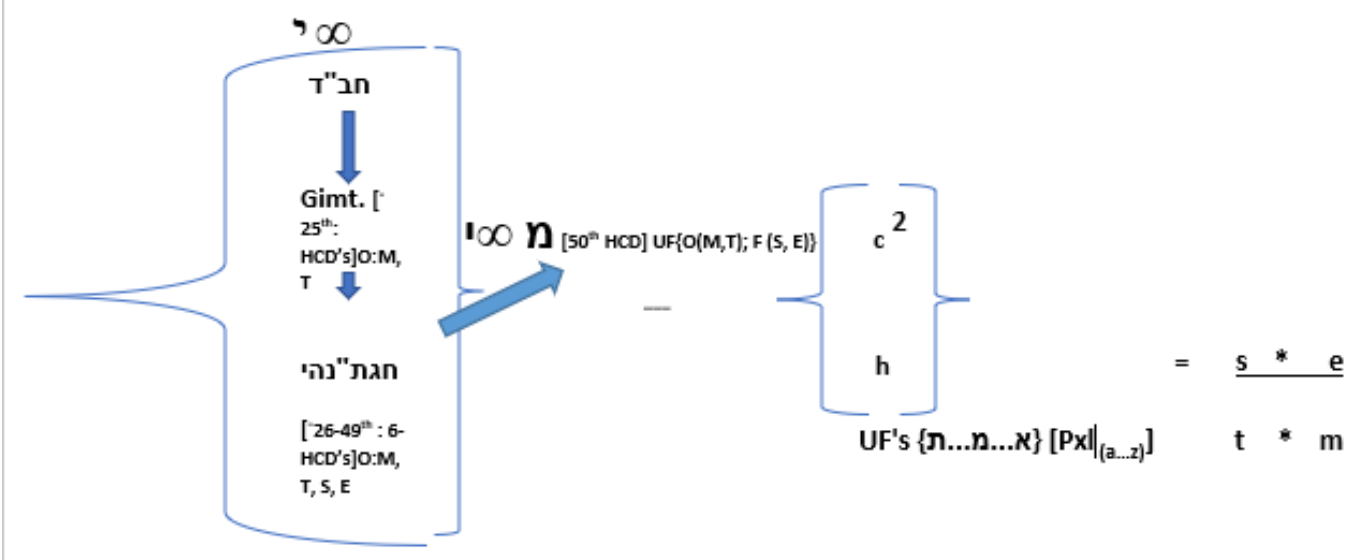 י ∞
חב"ד
Gimt. [-
25th:
HCD's]O:M,
T
חגת"נהי
[-26-49th : 6-
HCD's]O:M,
T, S, E
י∞ מ [50th HCD] UF{O(M,T); F (S, E)}
---
c 2
h
= s * e
UF's {א...מ...ת} [Pxl|(a...z)] t * m